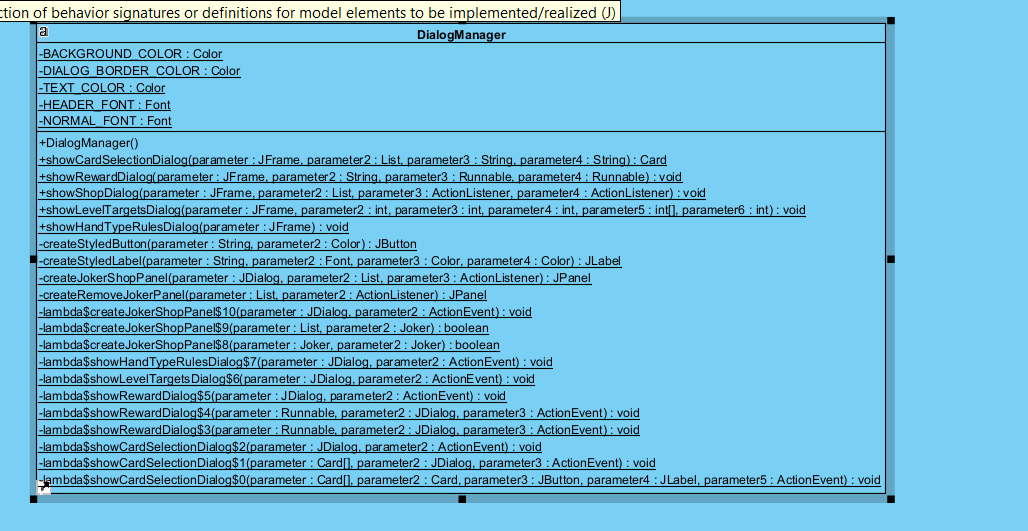 ction of behavior signatures or definitions for model elements to be implemented/realized (J)
a
DialogManager
-BACKGROUND_COLOR : Color
-DIALOG_BORDER_COLOR : Color
-TEXT_COLOR : Color
-HEADER_FONT : Font
-NORMAL_FONT : Font
+DialogManager()
+showCardSelectionDialog(parameter : JFrame, parameter2 : List, parameter3 : String, parameter4 : String) : Card
+showRewardDialog(parameter : JFrame, parameter2 : String, parameter3 : Runnable, parameter4 : Runnable) : void
+showShopDialog(parameter : JFrame, parameter2 : List, parameter3 : ActionListener, parameter4 : ActionListener) : void
+showLevelTargetsDialog(parameter : JFrame, parameter2 : int, parameter3 : int, parameter4 : int, parameter5 : int[], parameter6 : int) : void
+showHandTypeRulesDialog(parameter : JFrame) : void
-createStyledButton(parameter : String, parameter2 : Color) : JButton
-createStyledLabel(parameter : String, parameter2 : Font, parameter3 : Color, parameter4 : Color) : JLabel
-createJokerShopPanel(parameter : JDialog, parameter2 : List, parameter3 : ActionListener) : JPanel
-createRemoveJokerPanel(parameter : List, parameter2 : ActionListener) : JPanel
-lambda$createJokerShopPanel$10(parameter : JDialog, parameter2 : ActionEvent) : void
-lambda$createJokerShopPanel$9(parameter : List, parameter2 : Joker) : boolean
-lambda$createJokerShopPanel$8(parameter : Joker, parameter2 : Joker) : boolean
-lambda$showHandTypeRulesDialog$7(parameter : JDialog, parameter2 : ActionEvent) : void
-lambda$showLevelTargetsDialog$6(parameter : JDialog, parameter2 : ActionEvent) : void
-lambda$showRewardDialog$5(parameter : JDialog, parameter2 : ActionEvent) : void
-lambda$showRewardDialog$4(parameter : Runnable, parameter2 : JDialog, parameter3 : ActionEvent) : void
-lambda$showRewardDialog$3(parameter : Runnable, parameter2 : JDialog, parameter3 : ActionEvent) : void
-lambda$showCardSelectionDialog$2(parameter : JDialog, parameter2 : ActionEvent) : void
-lambda$showCardSelectionDialog$1(parameter : Card[], parameter2 : JDialog, parameter3 : ActionEvent) : void
-lambda$showCardSelectionDialog$0(parameter : Card[], parameter2 : Card, parameter3 : JButton, parameter4 : JLabel, parameter5 : ActionEvent) : void